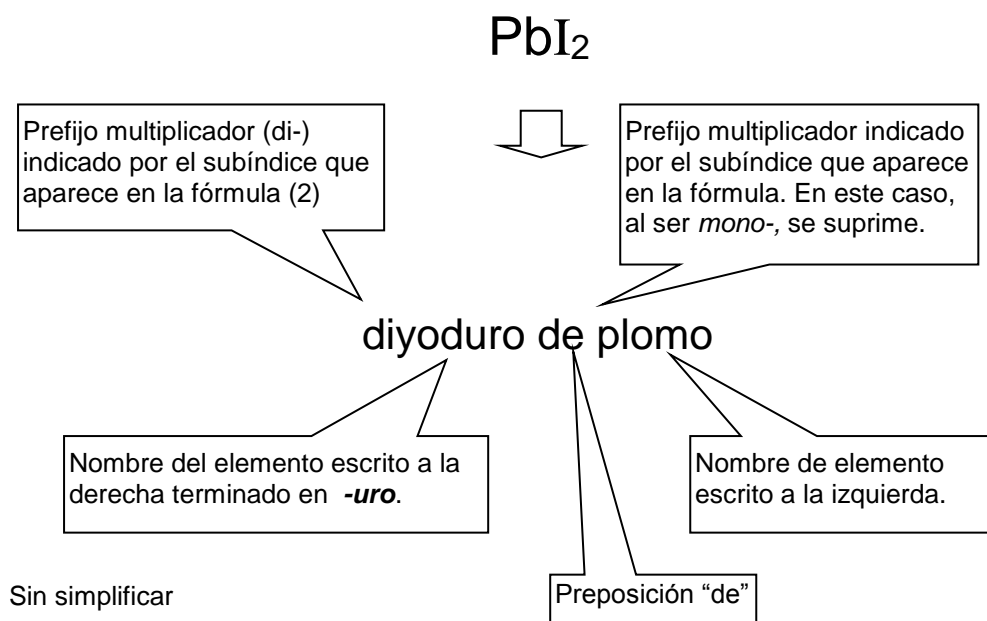 PbI₂
Prefijo multiplicador (di-)
indicado por el subíndice que
aparece en la fórmula (2)
Prefijo multiplicador indicado
por el subíndice que aparece
en la fórmula. En este caso,
al ser mono-, se suprime.
diyoduro de plomo
Nombre del elemento escrito a la
derecha terminado en -uro.
Nombre de elemento
escrito a la izquierda.
Sin simplificar
Preposición “de”